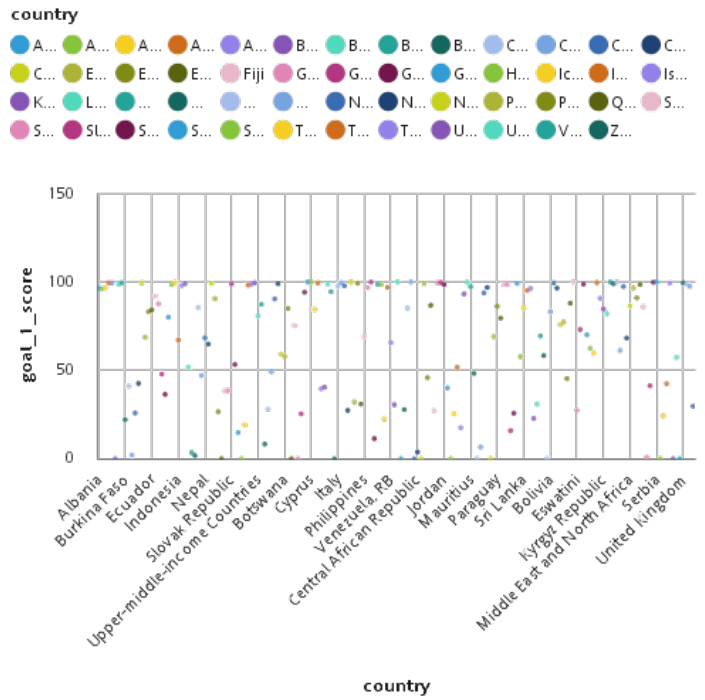 country
A... A... A... A... A... B... B... B... B... C... C... C... C...
C... E... E... E... Fiji G... G... G... G... H... Ic... I... Is...
K... L... ... ... ... ... N... N... N... P... P... Q... S...
S... SL... S... S... S... T... T... T... U... U... V... Z...
goal_1_score
150
100
50
0
Albania
Burkina Faso
Ecuador
Indonesia
Nepal
Slovak Republic
Upper-middle-income Countries
Botswana
Cyprus
Italy
Philippines
Venezuela, RB
Central African Republic
Jordan
Mauritius
Paraguay
Sri Lanka
Bolivia
Eswatini
Kyrgyz Republic
Middle East and North Africa
Serbia
United Kingdom
country